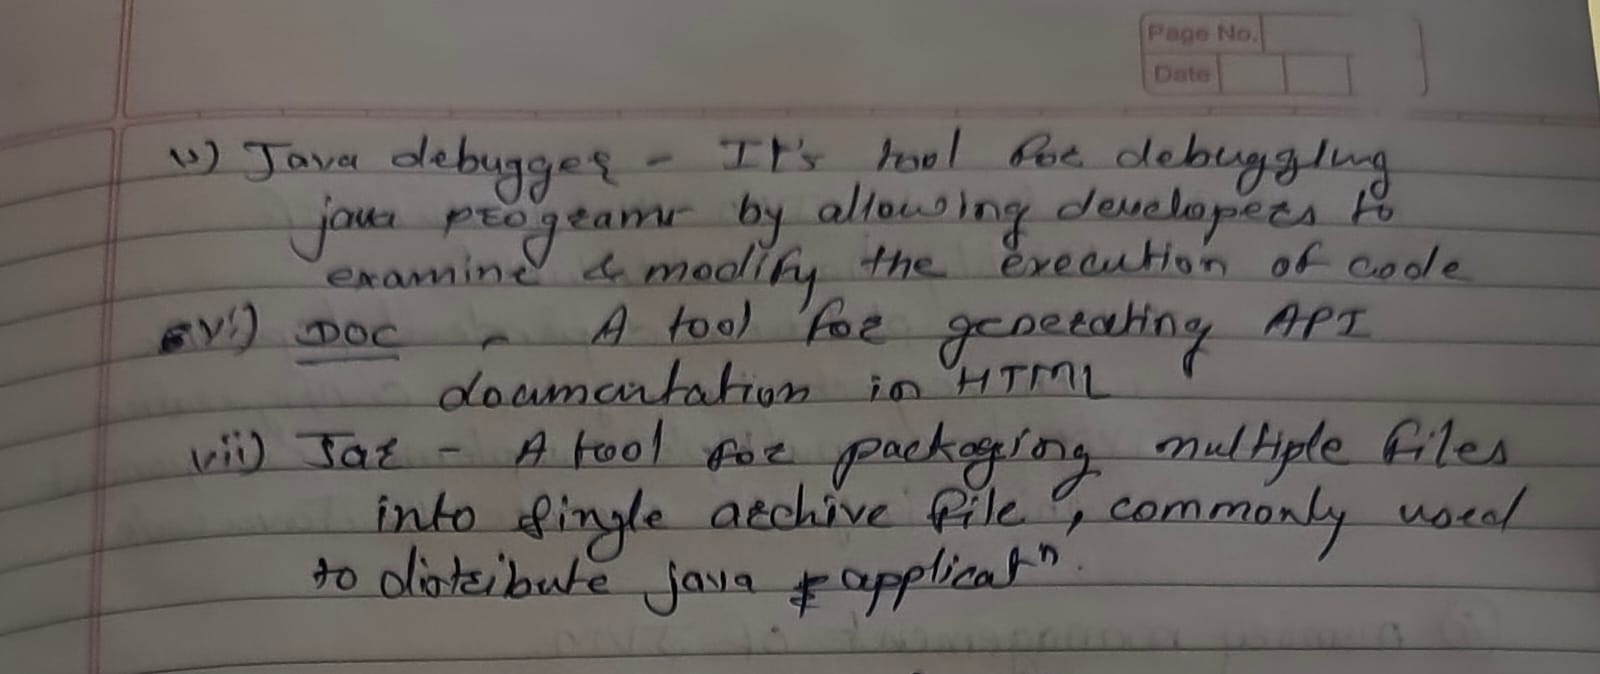 Page No.
Date
v) Java debugger - It's tool for debuggling
java programs by allowing developers to
examine & modify the execution of code
vi) DOC - A tool for generating API
documentation in HTML
vii) Jar - A tool for packaging multiple files
into single archive file, commonly used
to distribute java applicatn.